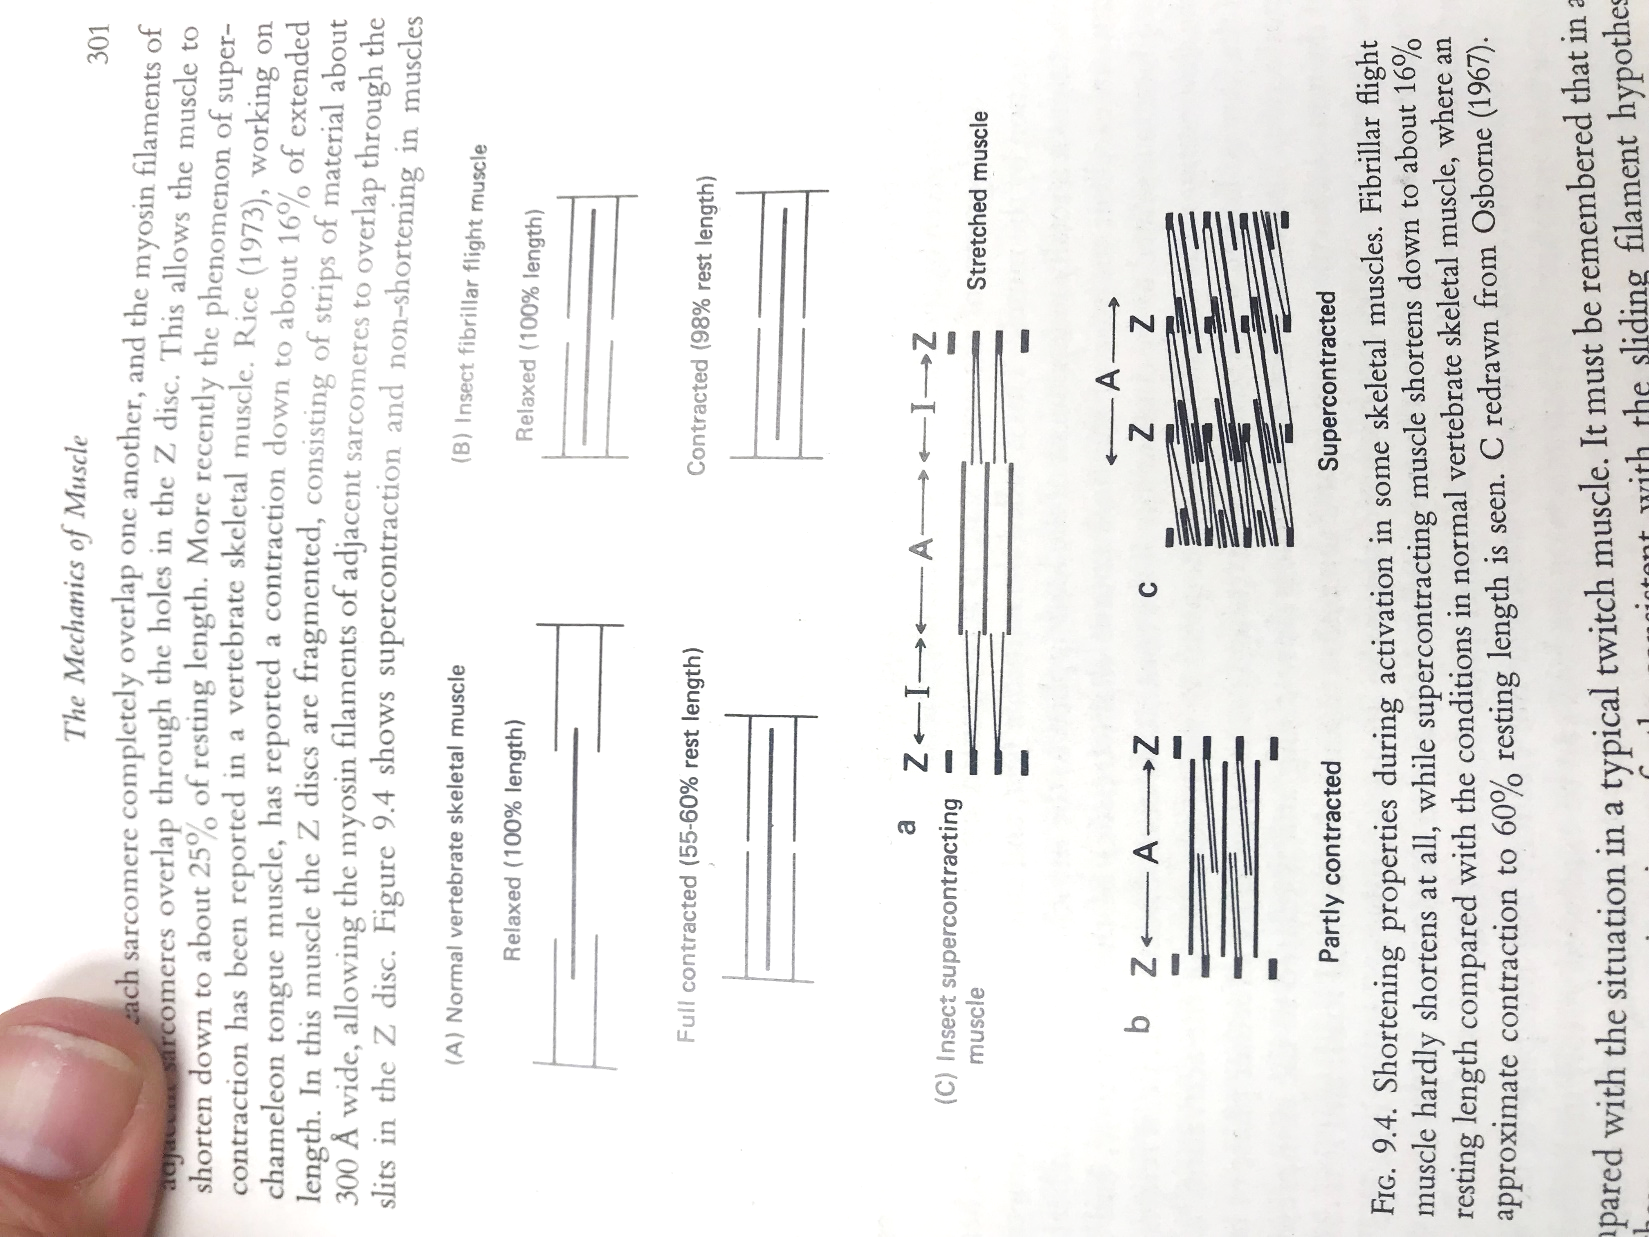 The Mechanics of Muscle 301
each sarcomere completely overlap one another, and the myosin filaments of
adjacent sarcomeres overlap through the holes in the Z disc. This allows the muscle to
shorten down to about 25% of resting length. More recently the phenomenon of super-
contraction has been reported in a vertebrate skeletal muscle. Rice (1973), working on
chameleon tongue muscle, has reported a contraction down to about 16% of extended
length. In this muscle the Z discs are fragmented, consisting of strips of material about
300 Å wide, allowing the myosin filaments of adjacent sarcomeres to overlap through the
slits in the Z disc. Figure 9.4 shows supercontraction and non-shortening in muscles
(A) Normal vertebrate skeletal muscle
(B) Insect fibrillar flight muscle
Relaxed (100% length)
Relaxed (100% length)
Full contracted (55-60% rest length)
Contracted (98% rest length)
(C) Insect supercontracting
muscle
a
Z I A I Z
Stretched muscle
b
Z A Z
Partly contracted
c
A
Z Z
Supercontracted
FIG. 9.4. Shortening properties during activation in some skeletal muscles. Fibrillar flight
muscle hardly shortens at all, while supercontracting muscle shortens down to about 16%
resting length compared with the conditions in normal vertebrate skeletal muscle, where an
approximate contraction to 60% resting length is seen. C redrawn from Osborne (1967).
pared with the situation in a typical twitch muscle. It must be remembered that in a
with the sliding filament hypothes